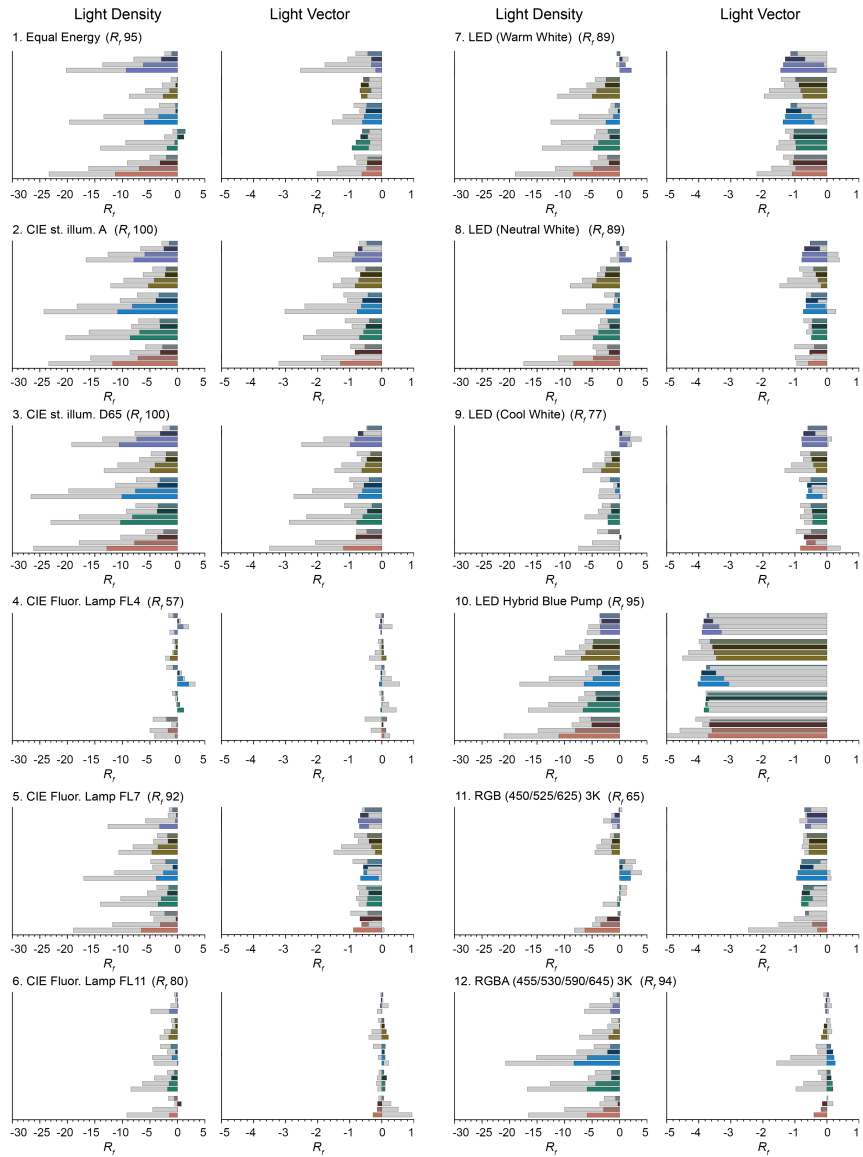 Light Density Light Vector Light Density Light Vector
1. Equal Energy (Rf 95) 7. LED (Warm White) (Rf 89)
-30 -25 -20 -15 -10 -5 0 5 -5 -4 -3 -2 -1 0 1 -30 -25 -20 -15 -10 -5 0 5 -5 -4 -3 -2 -1 0 1
Rf Rf Rf Rf
2. CIE st. illum. A (Rf 100) 8. LED (Neutral White) (Rf 89)
-30 -25 -20 -15 -10 -5 0 5 -5 -4 -3 -2 -1 0 1 -30 -25 -20 -15 -10 -5 0 5 -5 -4 -3 -2 -1 0 1
Rf Rf Rf Rf
3. CIE st. illum. D65 (Rf 100) 9. LED (Cool White) (Rf 77)
-30 -25 -20 -15 -10 -5 0 5 -5 -4 -3 -2 -1 0 1 -30 -25 -20 -15 -10 -5 0 5 -5 -4 -3 -2 -1 0 1
Rf Rf Rf Rf
4. CIE Fluor. Lamp FL4 (Rf 57) 10. LED Hybrid Blue Pump (Rf 95)
-30 -25 -20 -15 -10 -5 0 5 -5 -4 -3 -2 -1 0 1 -30 -25 -20 -15 -10 -5 0 5 -5 -4 -3 -2 -1 0 1
Rf Rf Rf Rf
5. CIE Fluor. Lamp FL7 (Rf 92) 11. RGB (450/525/625) 3K (Rf 65)
-30 -25 -20 -15 -10 -5 0 5 -5 -4 -3 -2 -1 0 1 -30 -25 -20 -15 -10 -5 0 5 -5 -4 -3 -2 -1 0 1
Rf Rf Rf Rf
6. CIE Fluor. Lamp FL11 (Rf 80) 12. RGBA (455/530/590/645) 3K (Rf 94)
-30 -25 -20 -15 -10 -5 0 5 -5 -4 -3 -2 -1 0 1 -30 -25 -20 -15 -10 -5 0 5 -5 -4 -3 -2 -1 0 1
Rf Rf Rf Rf